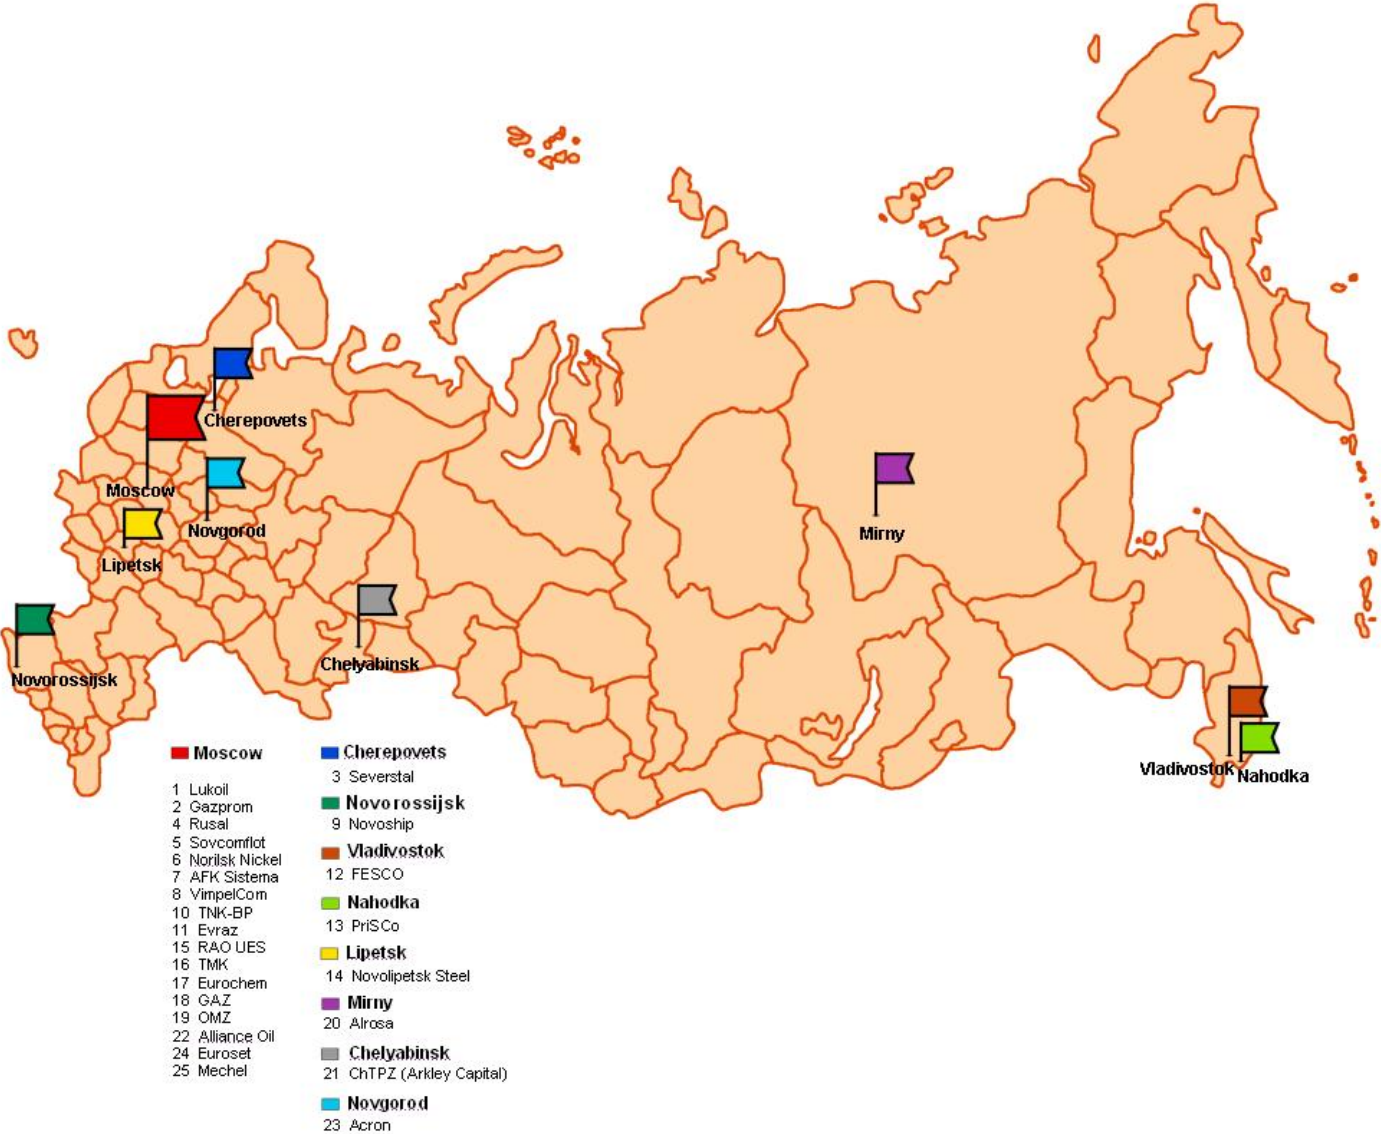 Cherepovets
Moscow
Novgorod
Lipetsk
Mirny
Chelyabinsk
Novorossijsk
Vladivostok
Nahodka
Moscow
1 Lukoil
2 Gazprom
4 Rusal
5 Sovcomflot
6 Norilsk Nickel
7 AFK Sistema
8 VimpelCom
10 TNK-BP
11 Evraz
15 RAO UES
16 TMK
17 Eurochem
18 GAZ
19 OMZ
22 Alliance Oil
24 Euroset
25 Mechel
Cherepovets
3 Severstal
Novorossijsk
9 Novoship
Vladivostok
12 FESCO
Nahodka
13 PriSCo
Lipetsk
14 Novolipetsk Steel
Mirny
20 Alrosa
Chelyabinsk
21 ChTPZ (Arkley Capital)
Novgorod
23 Acron